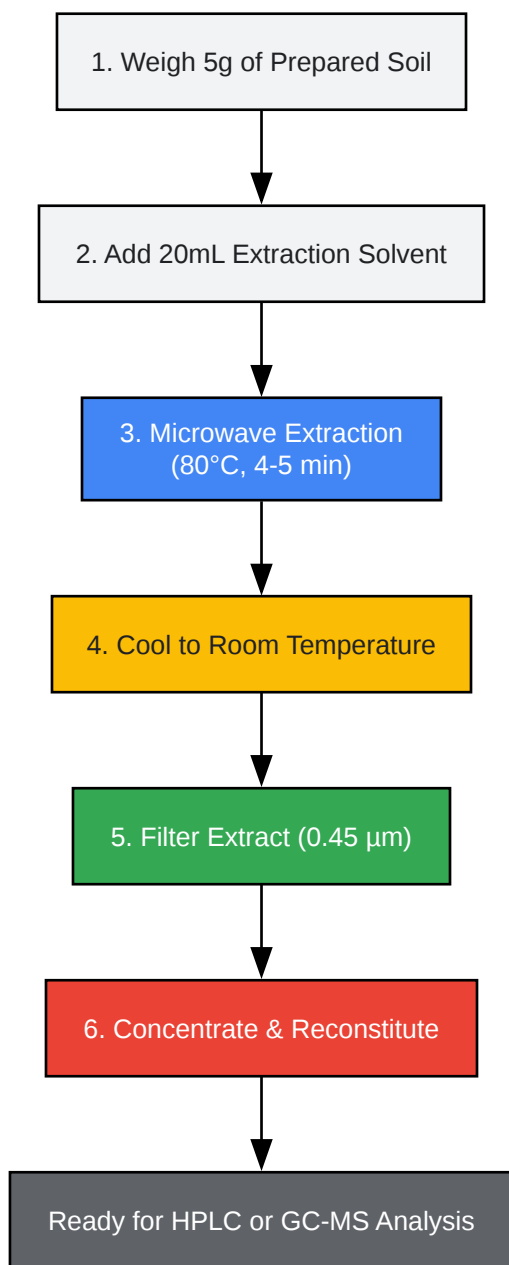 1. Weigh 5g of Prepared Soil
2. Add 20mL Extraction Solvent
3. Microwave Extraction
(80°C, 4-5 min)
4. Cool to Room Temperature
5. Filter Extract (0.45 µm)
6. Concentrate & Reconstitute
Ready for HPLC or GC-MS Analysis